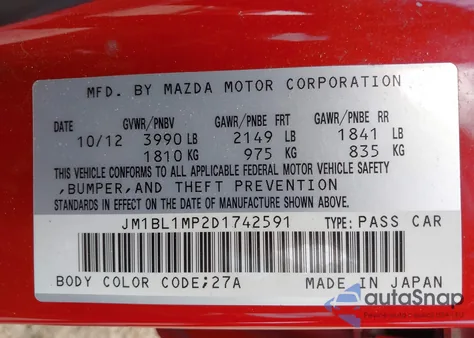 MFD. BY MAZDA MOTOR CORPORATION
DATE GVWR/PNBV GAWR/PNBE FRT GAWR/PNBE RR
10/12 3990 LB 2149 LB 1841 LB
1810 KG 975 KG 835 KG
THIS VEHICLE CONFORMS TO ALL APPLICABLE FEDERAL MOTOR VEHICLE SAFETY
,BUMPER,AND THEFT PREVENTION
STANDARDS IN EFFECT ON THE DATE OF MANUFACTURE SHOWN ABOVE.
JM1BL1MP2D1742591 TYPE: PASS CAR
BODY COLOR CODE;27A MADE IN JAPAN
autoSnap